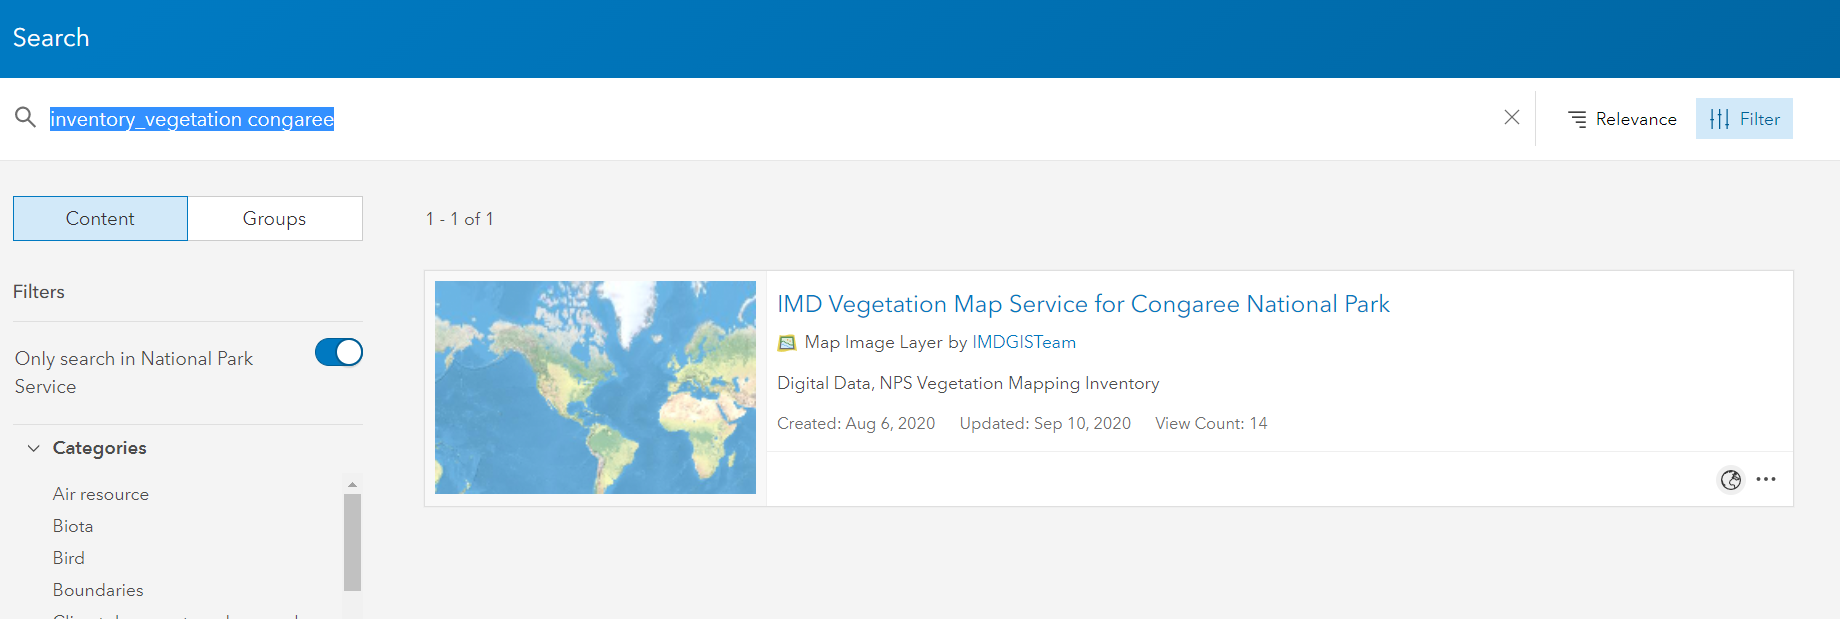 Search
inventory_vegetation congaree
Relevance
Filter
Content
Groups
1 - 1 of 1
Filters
Only search in National Park
Service
Categories
Air resource
Biota
Bird
Boundaries
IMD Vegetation Map Service for Congaree National Park
Map Image Layer by IMDGISTeam
Digital Data, NPS Vegetation Mapping Inventory
Created: Aug 6, 2020 Updated: Sep 10, 2020 View Count: 14